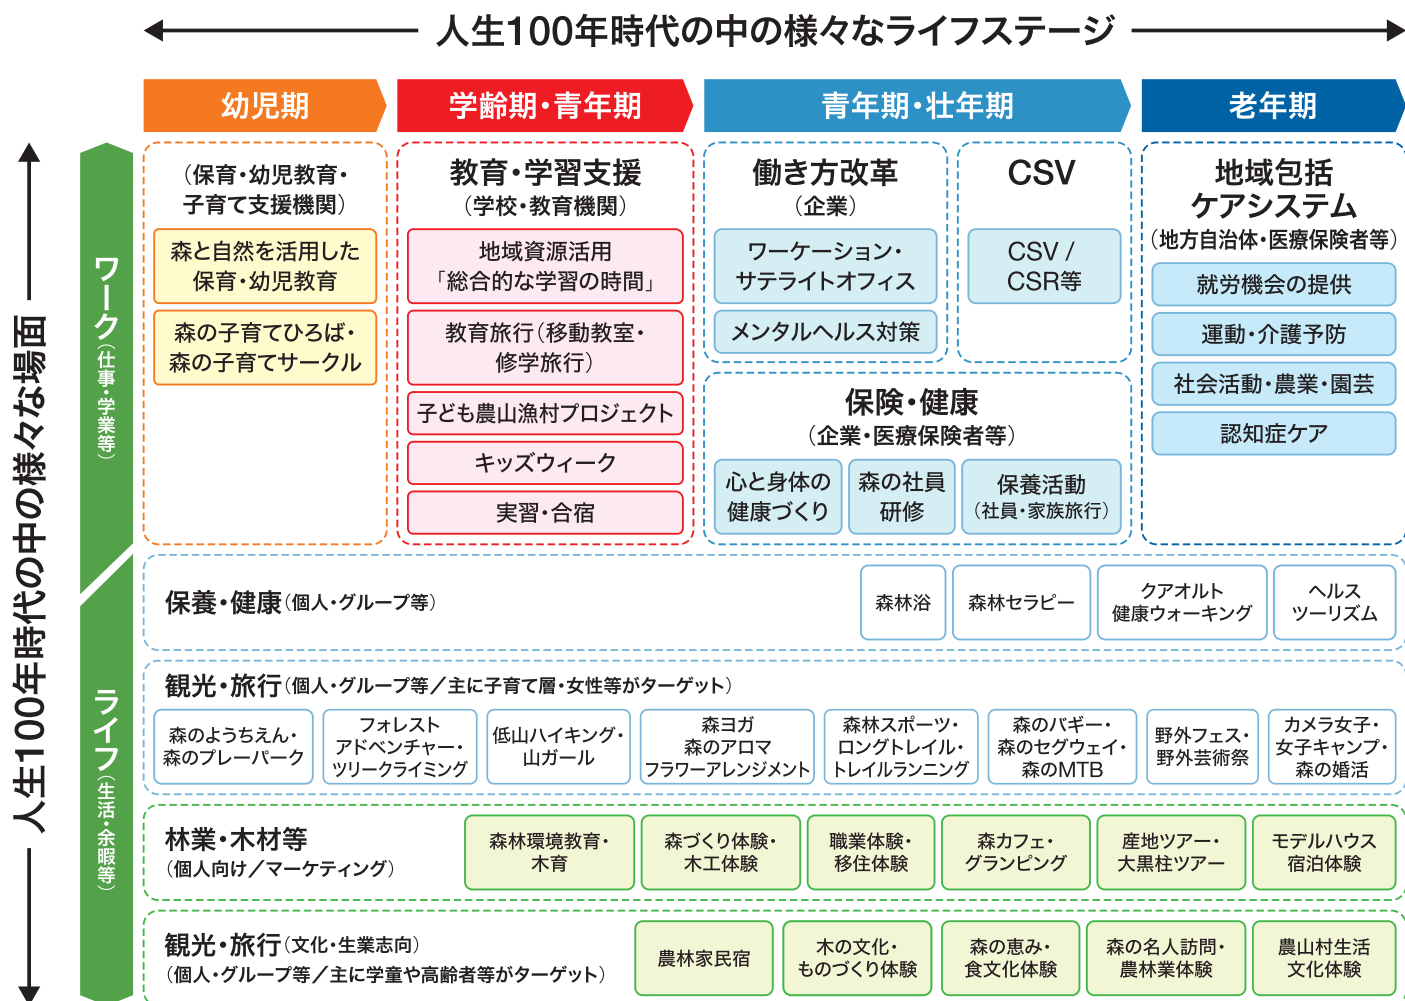 人生100年時代の中の様々なライフステージ
人生100年時代の中の様々な場面
幼児期
学齢期・青年期
青年期・壮年期
老年期
ワーク(仕事・学業等)
(保育・幼児教育・
子育て支援機関)
森と自然を活用した
保育・幼児教育
森の子育てひろば・
森の子育てサークル
教育・学習支援
(学校・教育機関)
地域資源活用
「総合的な学習の時間」
教育旅行(移動教室・
修学旅行)
子ども農山漁村プロジェクト
キッズウィーク
実習・合宿
働き方改革
(企業)
ワーケーション・
サテライトオフィス
メンタルヘルス対策
CSV
CSV /
CSR等
保険・健康
(企業・医療保険者等)
心と身体の
健康づくり
森の社員
研修
保養活動
(社員・家族旅行)
地域包括
ケアシステム
(地方自治体・医療保険者等)
就労機会の提供
運動・介護予防
社会活動・農業・園芸
認知症ケア
ライフ(生活・余暇等)
保養・健康(個人・グループ等)
森林浴
森林セラピー
クアオルト
健康ウォーキング
ヘルス
ツーリズム
観光・旅行(個人・グループ等／主に子育て層・女性等がターゲット)
森のようちえん・
森のプレーパーク
フォレスト
アドベンチャー・
ツリークライミング
低山ハイキング・
山ガール
森ヨガ
森のアロマ
フラワーアレンジメント
森林スポーツ・
ロングトレイル・
トレイルランニング
森のバギー・
森のセグウェイ・
森のMTB
野外フェス・
野外芸術祭
カメラ女子・
女子キャンプ・
森の婚活
林業・木材等
(個人向け／マーケティング)
森林環境教育・
木育
森づくり体験・
木工体験
職業体験・
移住体験
森カフェ・
グランピング
産地ツアー・
大黒柱ツアー
モデルハウス
宿泊体験
観光・旅行(文化・生業志向)
(個人・グループ等／主に学童や高齢者等がターゲット)
農林家民宿
木の文化・
ものづくり体験
森の恵み・
食文化体験
森の名人訪問・
農林業体験
農山村生活
文化体験